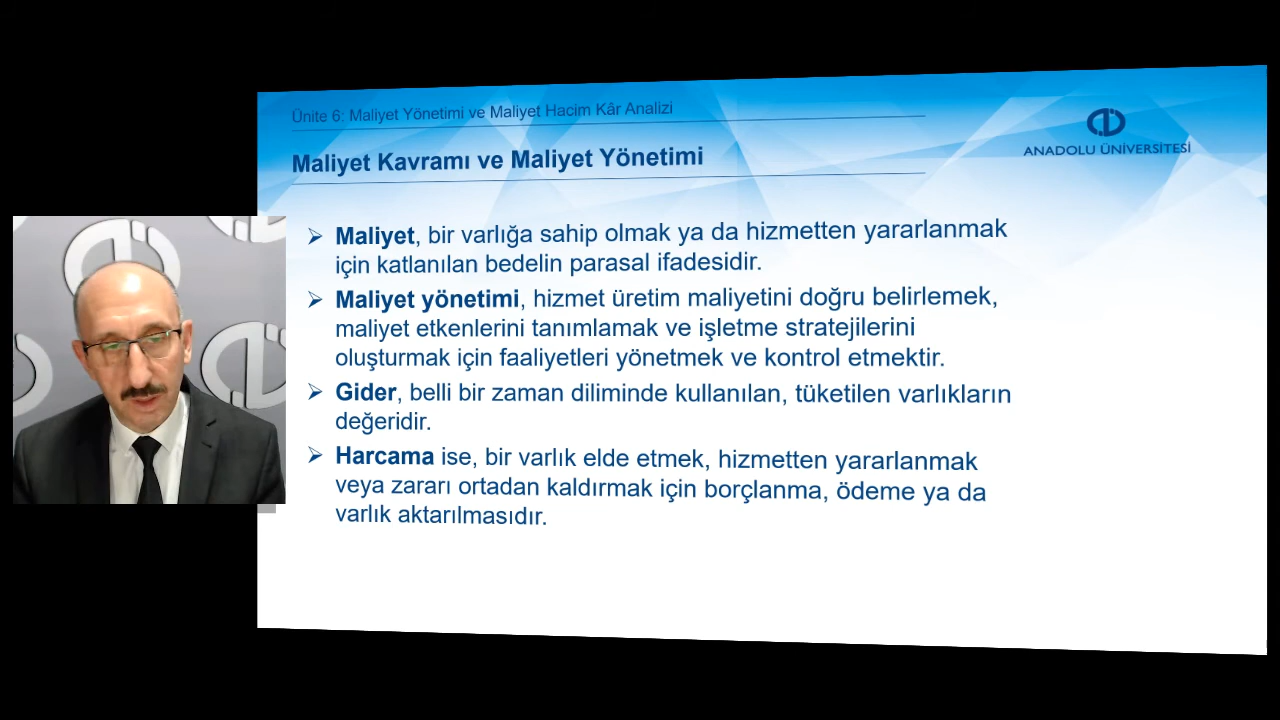 Ünite 6: Maliyet Yönetimi ve Maliyet Hacim Kâr Analizi
ANADOLU ÜNİVERSİTESİ
Maliyet Kavramı ve Maliyet Yönetimi
➢ Maliyet, bir varlığa sahip olmak ya da hizmetten yararlanmak
için katlanılan bedelin parasal ifadesidir.
➢ Maliyet yönetimi, hizmet üretim maliyetini doğru belirlemek,
maliyet etkenlerini tanımlamak ve işletme stratejilerini
oluşturmak için faaliyetleri yönetmek ve kontrol etmektir.
➢ Gider, belli bir zaman diliminde kullanılan, tüketilen varlıkların
değeridir.
➢ Harcama ise, bir varlık elde etmek, hizmetten yararlanmak
veya zararı ortadan kaldırmak için borçlanma, ödeme ya da
varlık aktarılmasıdır.